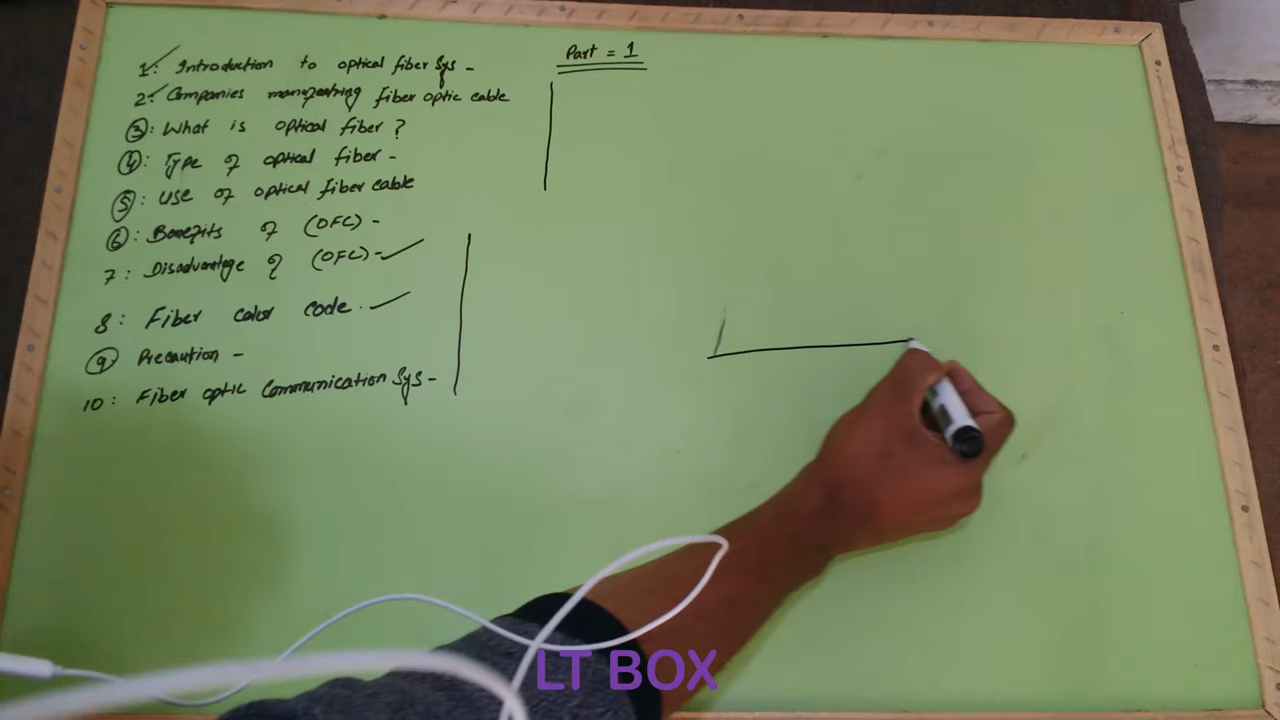 1: Introduction to optical fiber Sys -
2: Companies manufactring fiber optic cable
3: What is optical fiber ?
4: Type of optical fiber -
5: Use of optical fiber cable
6: Benefits of (OFC) -
7: Disadvantage of (OFC) -
8: Fiber color code .
9 Precaution -
10: Fiber optic Communication Sys -
Part = 1
LT BOX